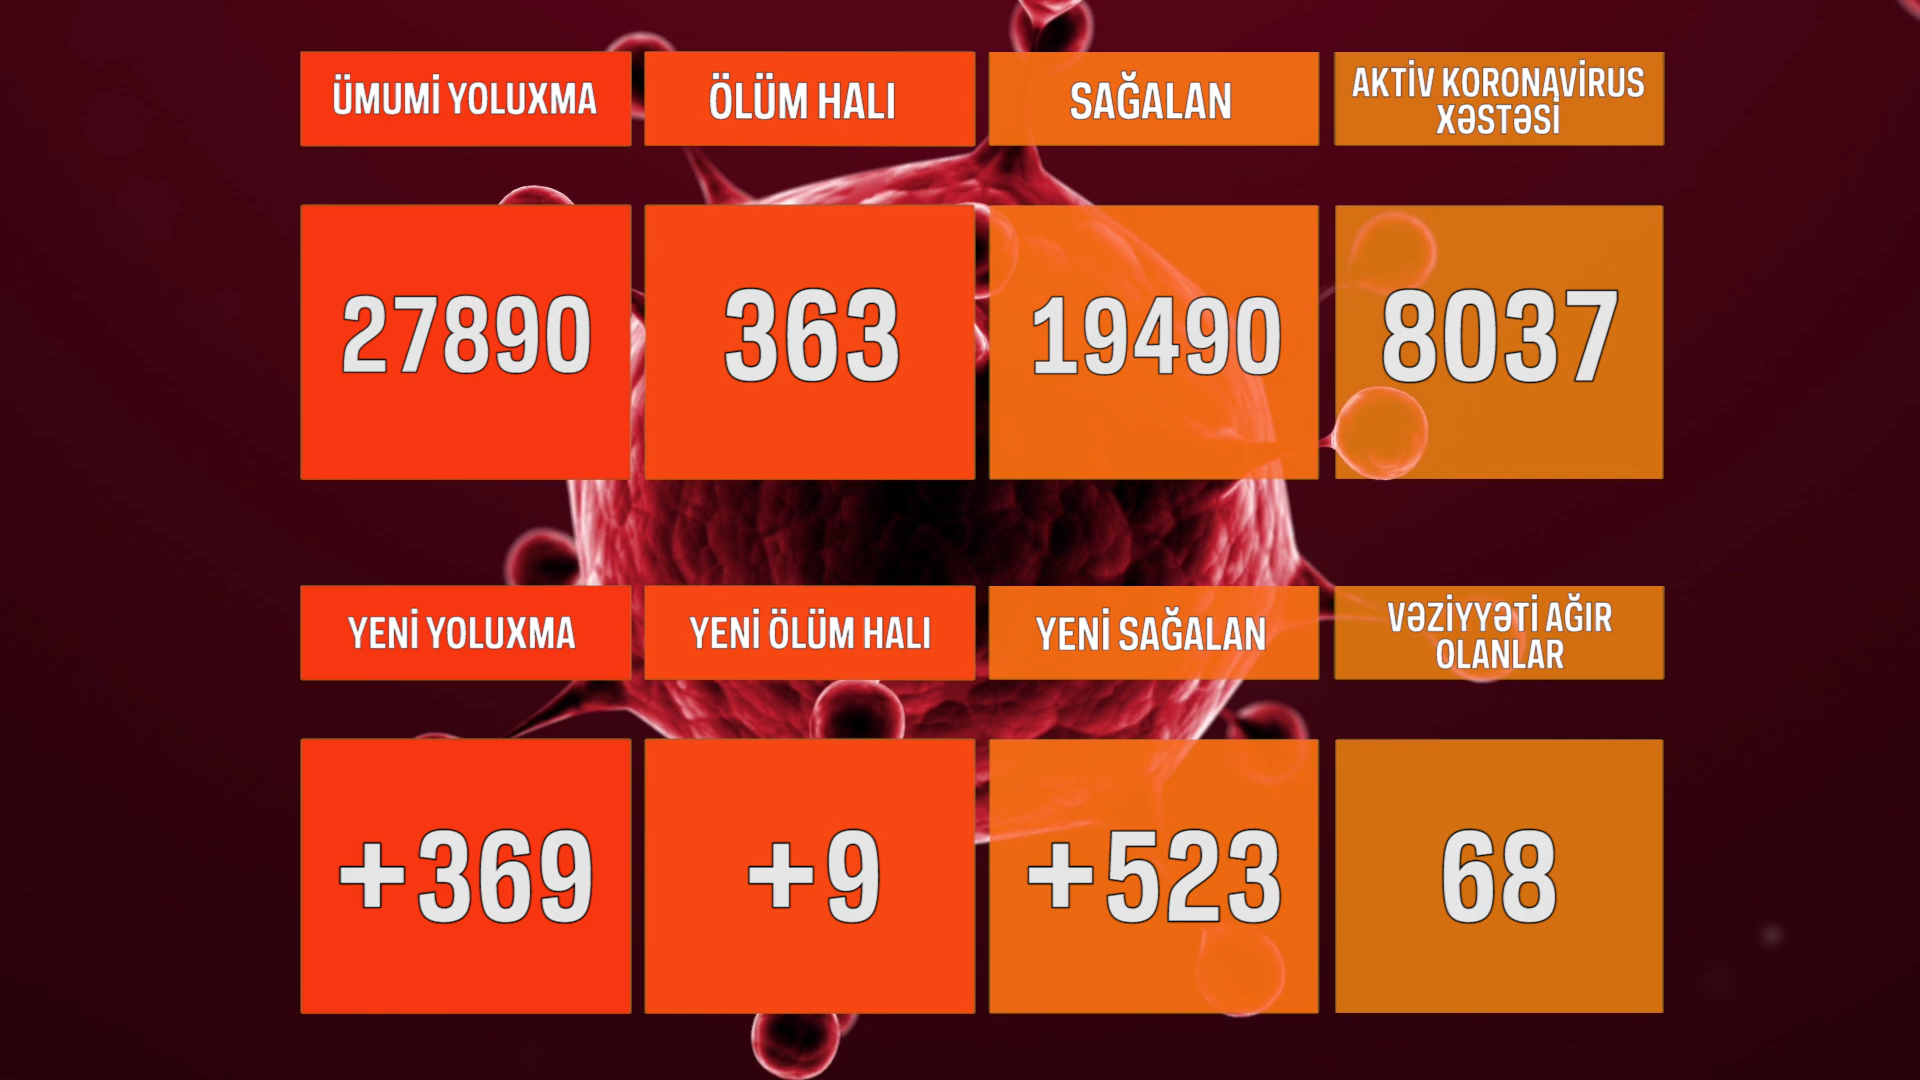 ÜMUMİ YOLUXMA
ÖLÜM HALI
SAĞALAN
AKTİV KORONAVİRUS
XƏSTƏSİ
27890
363
19490
8037
YENİ YOLUXMA
YENİ ÖLÜM HALI
YENİ SAĞALAN
VƏZİYYƏTİ AĞIR
OLANLAR
+369
+9
+523
68